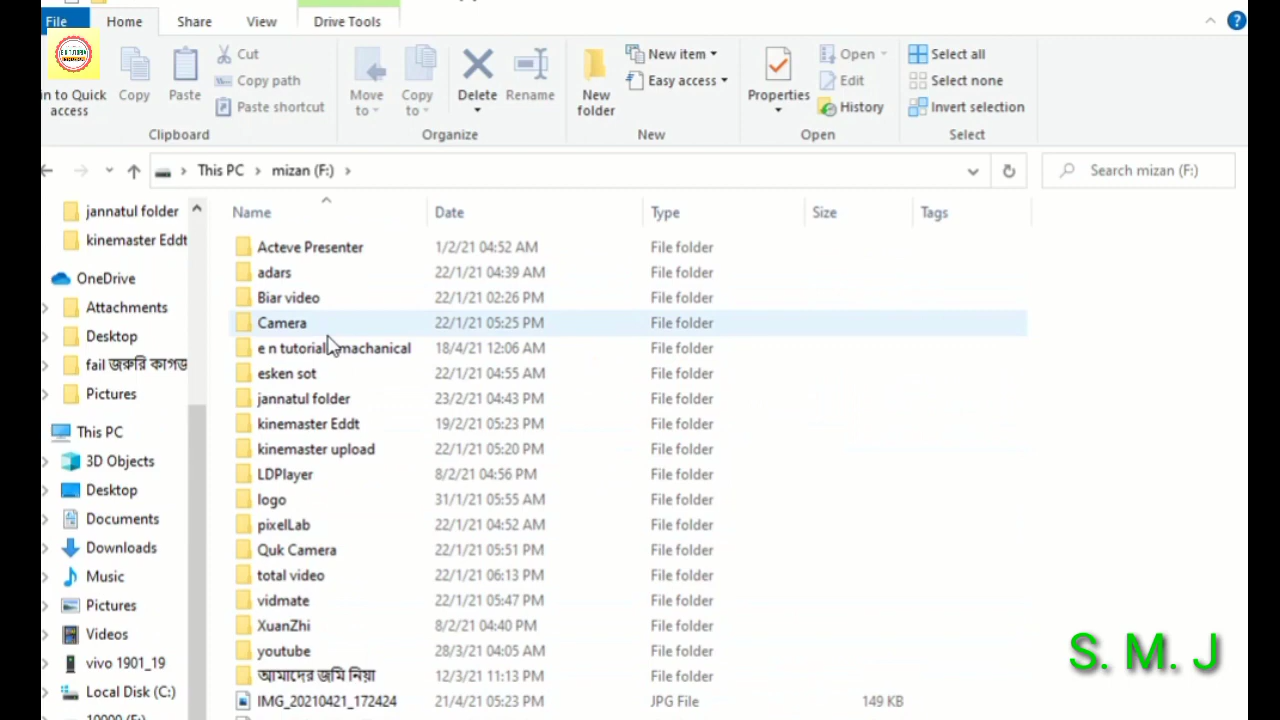 File Home Share View Drive Tools
Cut
Copy path
Paste shortcut
Copy
Paste
in to Quick
access
Move
to
Copy
to
Delete
Rename
New
folder
New item
Easy access
Properties
Open
Edit
History
Select all
Select none
Invert selection
Clipboard Organize New Open Select
This PC > mizan (F:) >
Search mizan (F:)
jannatul folder
kinemaster Eddt
OneDrive
Attachments
Desktop
fail জরুরি কাগজ
Pictures
This PC
3D Objects
Desktop
Documents
Downloads
Music
Pictures
Videos
vivo 1901_19
Local Disk (C:)
Name Date Type Size Tags
Acteve Presenter 1/2/21 04:52 AM File folder
adars 22/1/21 04:39 AM File folder
Biar video 22/1/21 02:26 PM File folder
Camera 22/1/21 05:25 PM File folder
e n tutorial machanical 18/4/21 12:06 AM File folder
esken sot 22/1/21 04:55 AM File folder
jannatul folder 23/2/21 04:43 PM File folder
kinemaster Eddt 19/2/21 05:23 PM File folder
kinemaster upload 22/1/21 05:20 PM File folder
LDPlayer 8/2/21 04:56 PM File folder
logo 31/1/21 05:55 AM File folder
pixelLab 22/1/21 04:52 AM File folder
Quk Camera 22/1/21 05:51 PM File folder
total video 22/1/21 06:13 PM File folder
vidmate 22/1/21 05:47 PM File folder
XuanZhi 8/2/21 04:40 PM File folder
youtube 28/3/21 04:05 AM File folder
আমাদের জমি নিয়া 12/3/21 11:13 PM File folder
IMG_20210421_172424 21/4/21 05:23 PM JPG File 149 KB
S. M. J